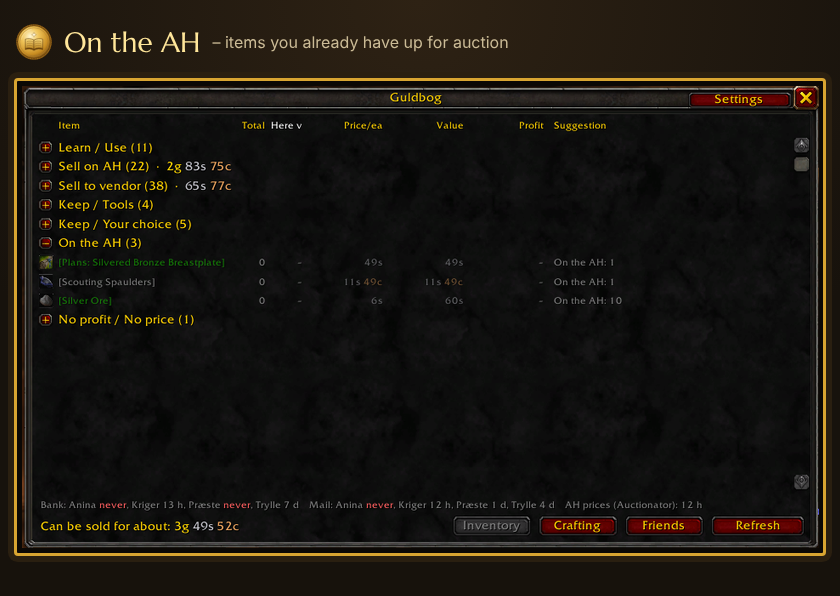 On the AH – items you already have up for auction
Guldbog
Settings
Item Total Here v Price/ea Value Profit Suggestion
Learn / Use (11)
Sell on AH (22) · 2g 83s 75c
Sell to vendor (38) · 65s 77c
Keep / Tools (4)
Keep / Your choice (5)
On the AH (3)
[Plans: Silvered Bronze Breastplate] 0 - 49s 49s - On the AH: 1
[Scouting Spaulders] 0 - 11s 49c 11s 49c - On the AH: 1
[Silver Ore] 0 - 6s 60s - On the AH: 10
No profit / No price (1)
Bank: Anina never, Kriger 13 h, Præste never, Trylle 7 d Mail: Anina never, Kriger 12 h, Præste 1 d, Trylle 4 d AH prices (Auctionator): 12 h
Can be sold for about: 3g 49s 52c
Inventory Crafting Friends Refresh